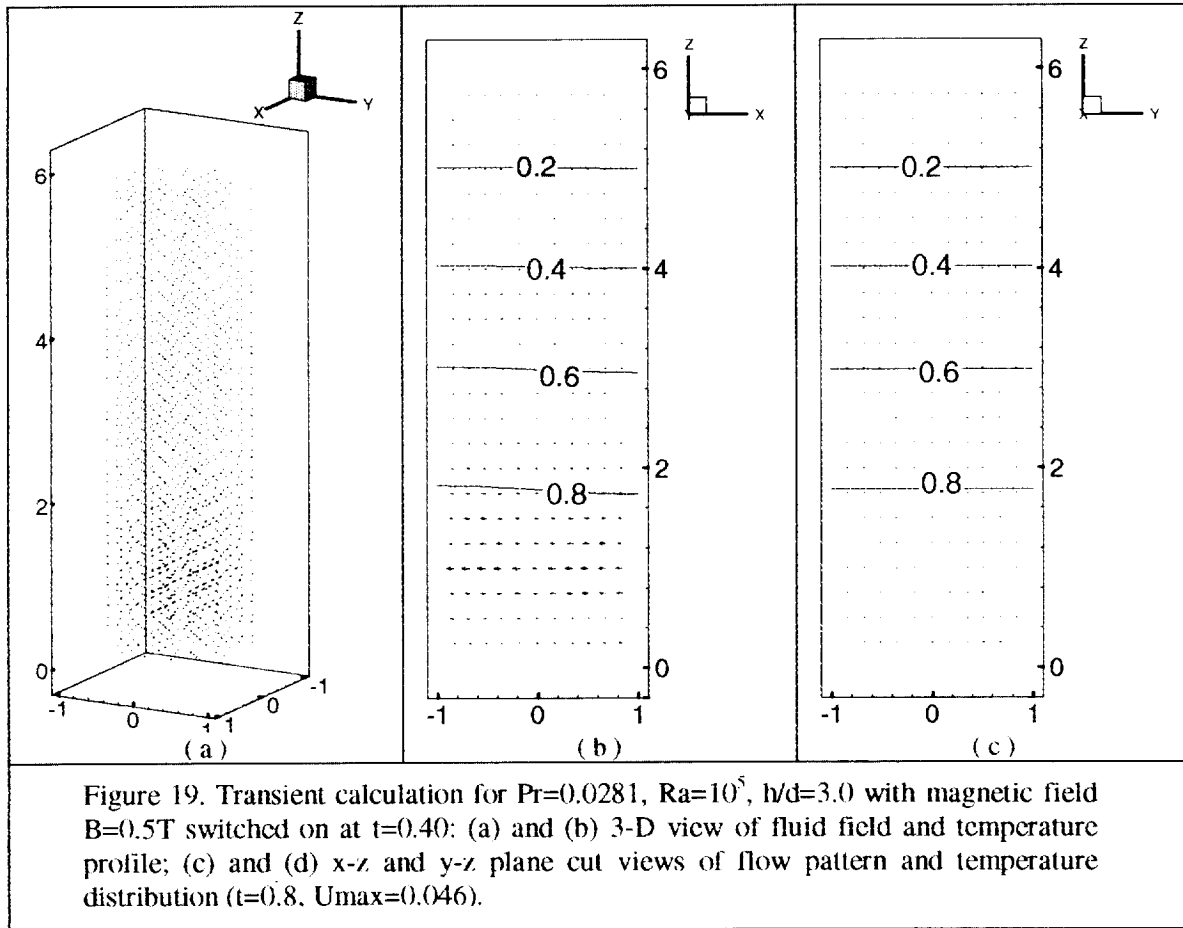 Z
X
Y
6
4
2
0
-1
0
1
1
0
-1
( a )
Z
X
6
4
2
0
0.2
0.4
0.6
0.8
-1
0
1
( b )
Z
X
Y
6
4
2
0
0.2
0.4
0.6
0.8
-1
0
1
( c )
Figure 19. Transient calculation for Pr=0.0281, Ra=10⁵, h/d=3.0 with magnetic field
B=0.5T switched on at t=0.40: (a) and (b) 3-D view of fluid field and temperature
profile; (c) and (d) x-z and y-z plane cut views of flow pattern and temperature
distribution (t=0.8, Umax=0.046).